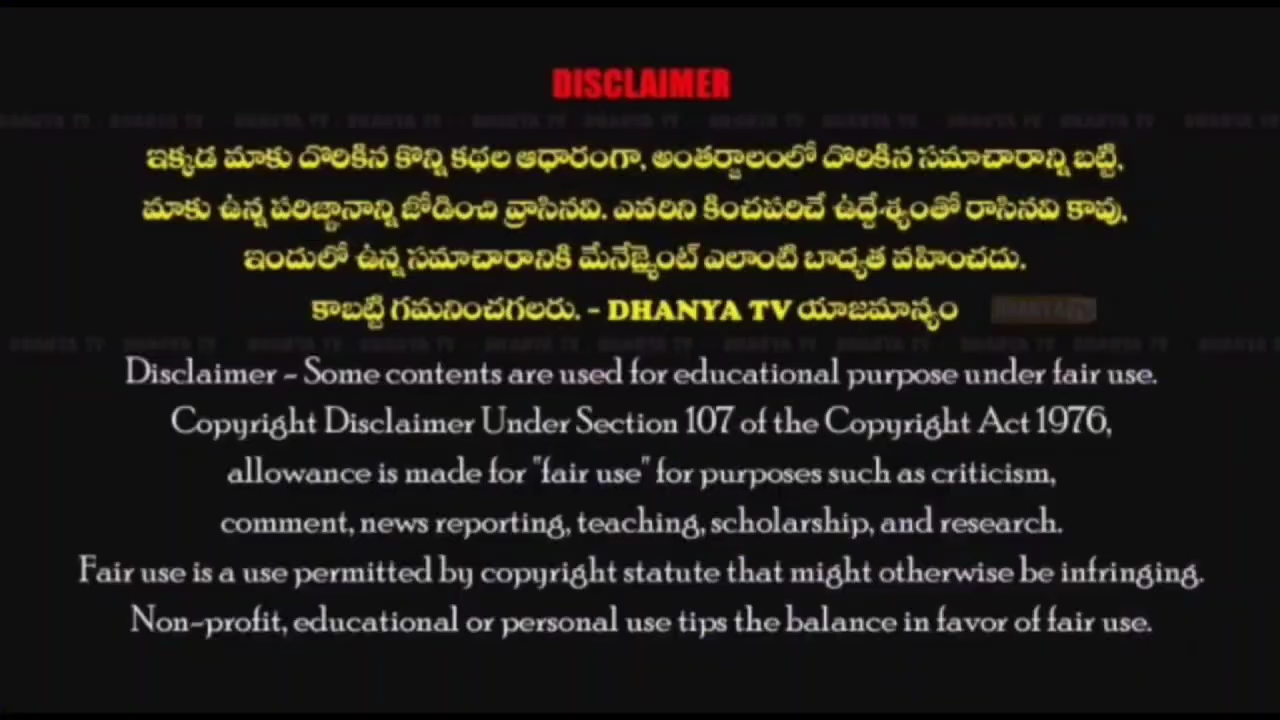 DISCLAIMER
ఇక్కడ మాకు దొరికిన కొన్ని కథల ఆధారంగా, అంతర్జాలంలో దొరికిన సమాచారాన్ని బట్టి,
మాకు ఉన్న పరిజ్ఞానాన్ని జోడించి వ్రాసినవి. ఎవరిని కించపరిచే ఉద్దేశ్యంతో రాసినవి కావు,
ఇందులో ఉన్న సమాచారానికి మేనేజ్మెంట్ ఎలాంటి బాద్యత వహించదు.
కాబట్టి గమనించగలరు. - DHANYA TV యాజమాన్యం
Disclaimer - Some contents are used for educational purpose under fair use.
Copyright Disclaimer Under Section 107 of the Copyright Act 1976,
allowance is made for "fair use" for purposes such as criticism,
comment, news reporting, teaching, scholarship, and research.
Fair use is a use permitted by copyright statute that might otherwise be infringing.
Non-profit, educational or personal use tips the balance in favor of fair use.